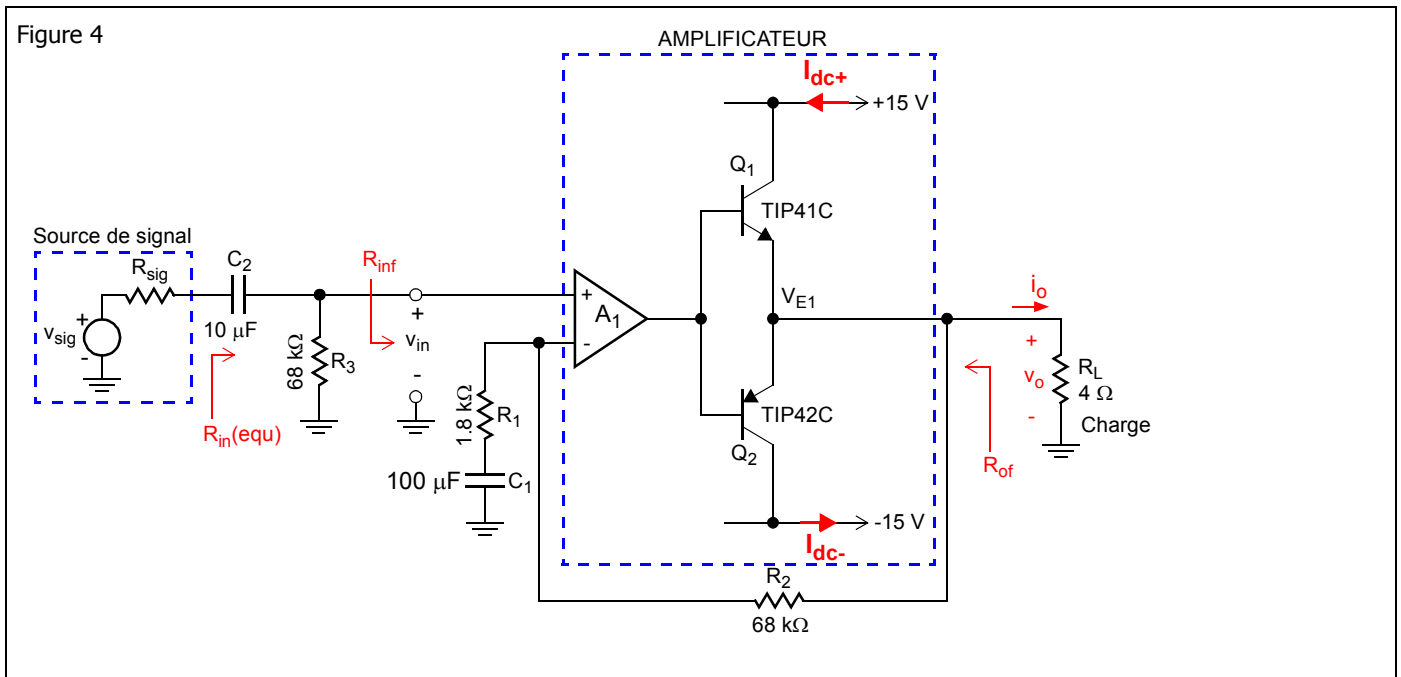 Figure 4
AMPLIFICATEUR
Idc+
+15 V
Q1
TIP41C
Source de signal
Rsig
C2
Rinf
10 μF
vsig
+
-
68 kΩ
R3
+
vin
-
Rin(equ)
+
-
A1
VE1
io
+
vo
-
RL
4 Ω
Charge
1.8 kΩ
R1
TIP42C
Q2
Rof
100 μF
C1
-15 V
Idc-
R2
68 kΩ